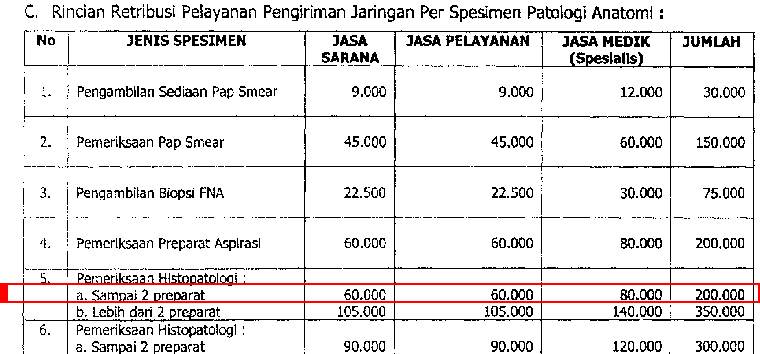 C. Rincian Retribusi Pelayanan Pengiriman Jaringan Per Spesimen Patologi Anatomi :
No JENIS SPESIMEN JASA SARANA JASA PELAYANAN JASA MEDIK (Spesialis) JUMLAH
1. Pengambilan Sediaan Pap Smear 9.000 9.000 12.000 30.000
2. Pemeriksaan Pap Smear 45.000 45.000 60.000 150.000
3. Pengambilan Biopsi FNA 22.500 22.500 30.000 75.000
4. Pemeriksaan Preparat Aspirasi 60.000 60.000 80.000 200.000
5. Pemeriksaan Histopatologi :
a. Sampai 2 preparat 60.000 60.000 80.000 200.000
b. Lebih dari 2 preparat 105.000 105.000 140.000 350.000
6. Pemeriksaan Histopatologi :
a. Sampai 2 preparat 90.000 90.000 120.000 300.000